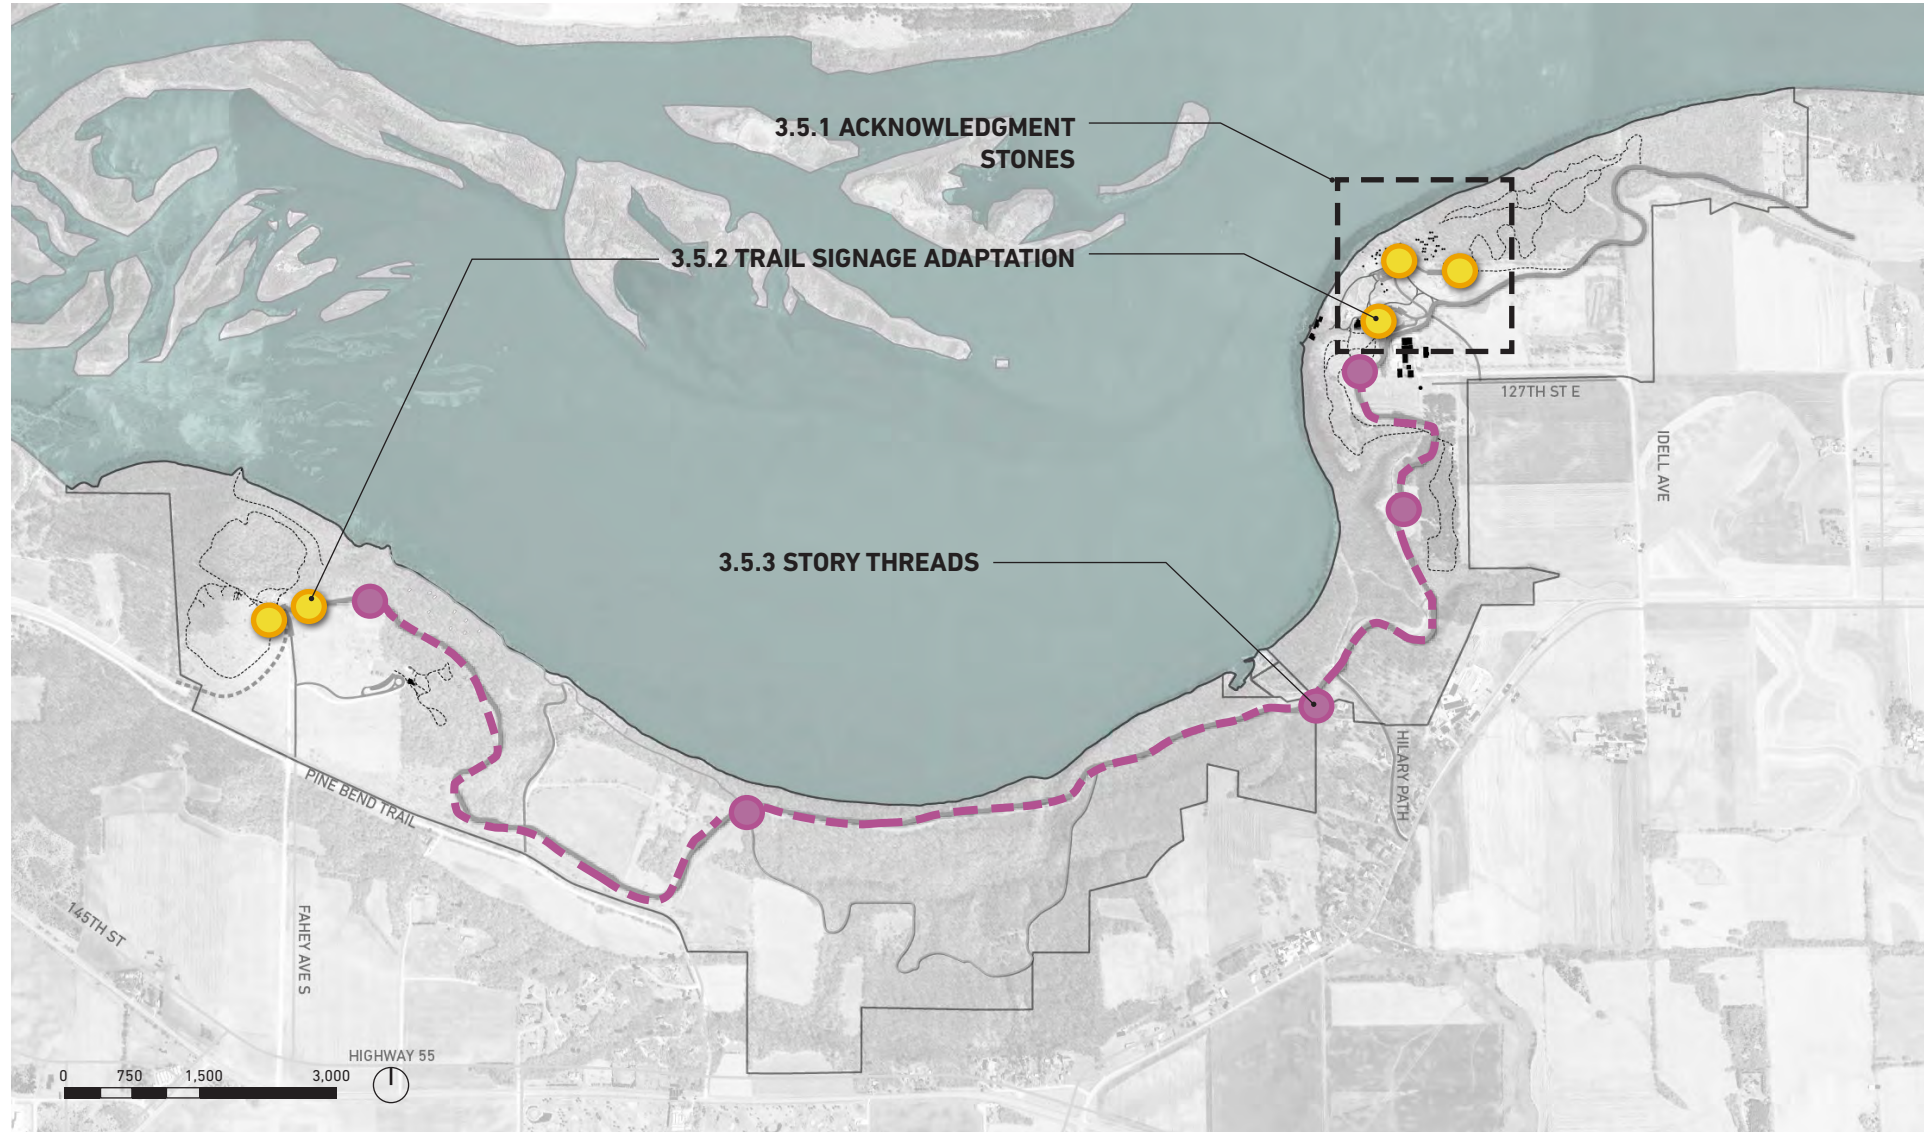 3.5.1 ACKNOWLEDGMENT
STONES
3.5.2 TRAIL SIGNAGE ADAPTATION
127TH ST E
IDELL AVE
3.5.3 STORY THREADS
HILARY PATH
PINE BEND TRAIL
145TH ST
FAHEY AVE S
HIGHWAY 55
0 750 1,500 3,000